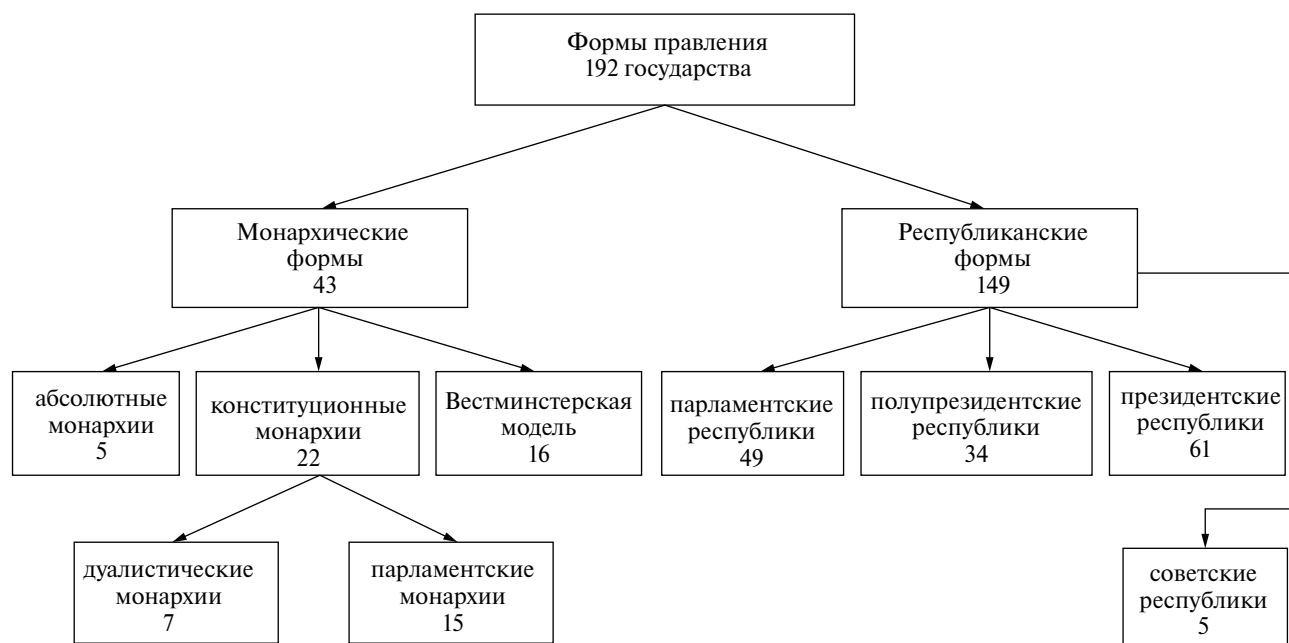 Формы правления
192 государства
Монархические
формы
43
Республиканские
формы
149
абсолютные
монархии
5
конституционные
монархии
22
Вестминстерская
модель
16
парламентские
республики
49
полупрезидентские
республики
34
президентские
республики
61
дуалистические
монархии
7
парламентские
монархии
15
советские
республики
5